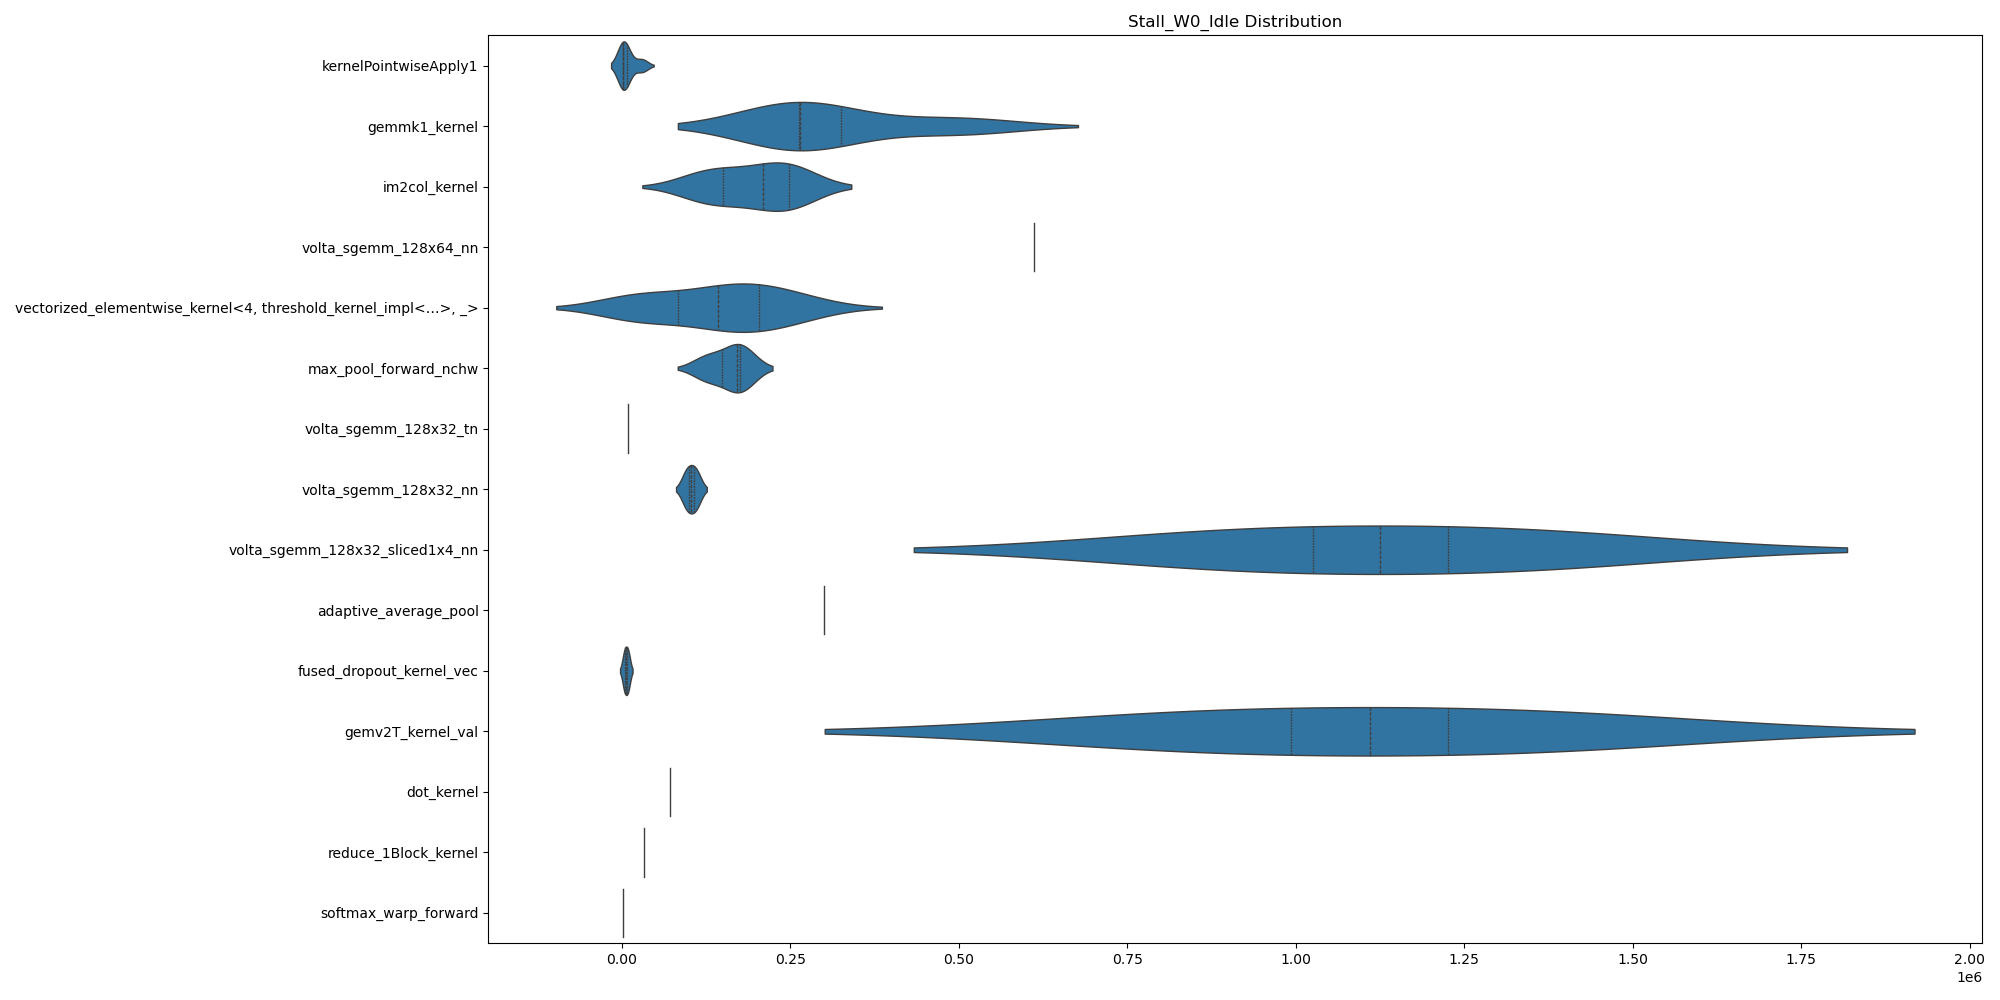 Stall_W0_Idle Distribution
kernelPointwiseApply1
gemmk1_kernel
im2col_kernel
volta_sgemm_128x64_nn
vectorized_elementwise_kernel<4, threshold_kernel_impl<...>, _>
max_pool_forward_nchw
volta_sgemm_128x32_tn
volta_sgemm_128x32_nn
volta_sgemm_128x32_sliced1x4_nn
adaptive_average_pool
fused_dropout_kernel_vec
gemv2T_kernel_val
dot_kernel
reduce_1Block_kernel
softmax_warp_forward
0.00 0.25 0.50 0.75 1.00 1.25 1.50 1.75 2.00
1e6